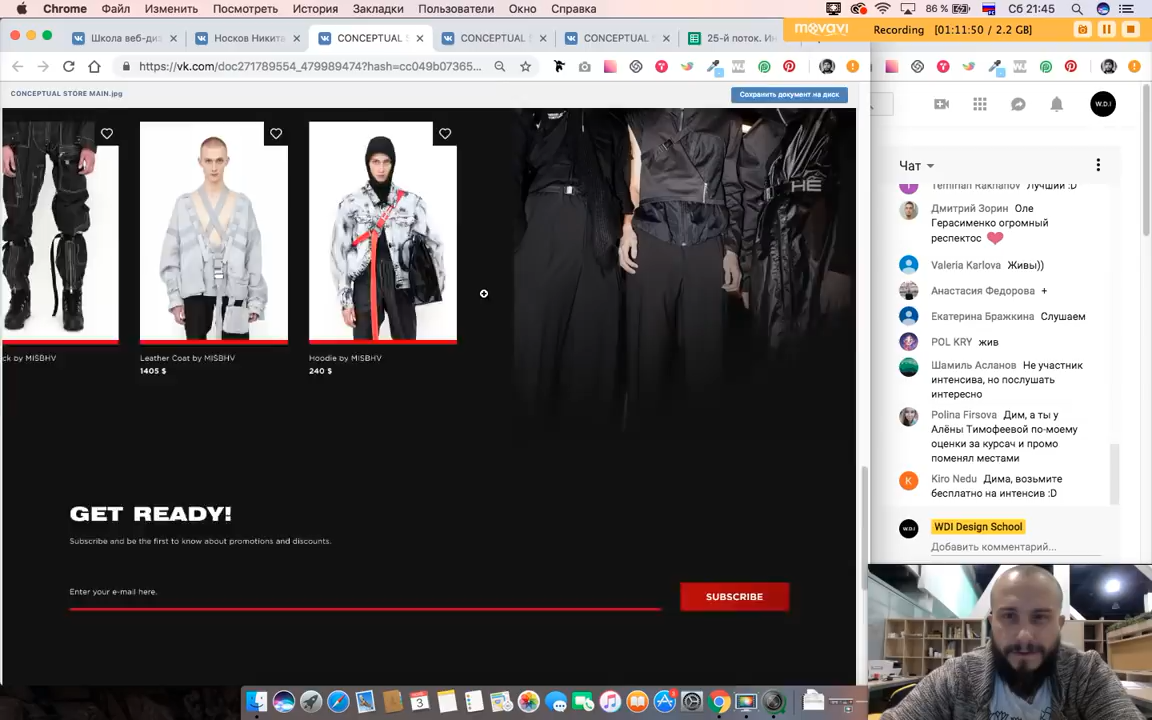 Chrome Файл Изменить Посмотреть История Закладки Пользователи Окно Справка 86 % Сб 21:45
Школа веб-диз Носков Никита CONCEPTUAL S CONCEPTUAL S CONCEPTUAL S 25-й поток. Ин
movavi Recording [01:11:50 / 2.2 GB]
https://vk.com/doc271789554_479989474?hash=cc049b07365...
CONCEPTUAL STORE MAIN.jpg
Сохранить документ на диск
W.D.I
ck by MISBHV
Leather Coat by MISBHV
1405 $
Hoodie by MISBHV
240 $
HE
GET READY!
Subscribe and be the first to know about promotions and discounts.
Enter your e-mail here.
SUBSCRIBE
Чат
Temirlan Rakhanov Лучший :D
Дмитрий Зорин Оле
Герасименко огромный
респектос
Valeria Karlova Живы))
Анастасия Федорова +
Екатерина Бражкина Слушаем
POL KRY жив
Шамиль Асланов Не участник
интенсива, но послушать
интересно
Polina Firsova Дим, а ты у
Алёны Тимофеевой по-моему
оценки за курсач и промо
поменял местами
K Kiro Nedu Дима, возьмите
бесплатно на интенсив :D
W.D.I WDI Design School
Добавить комментарий...